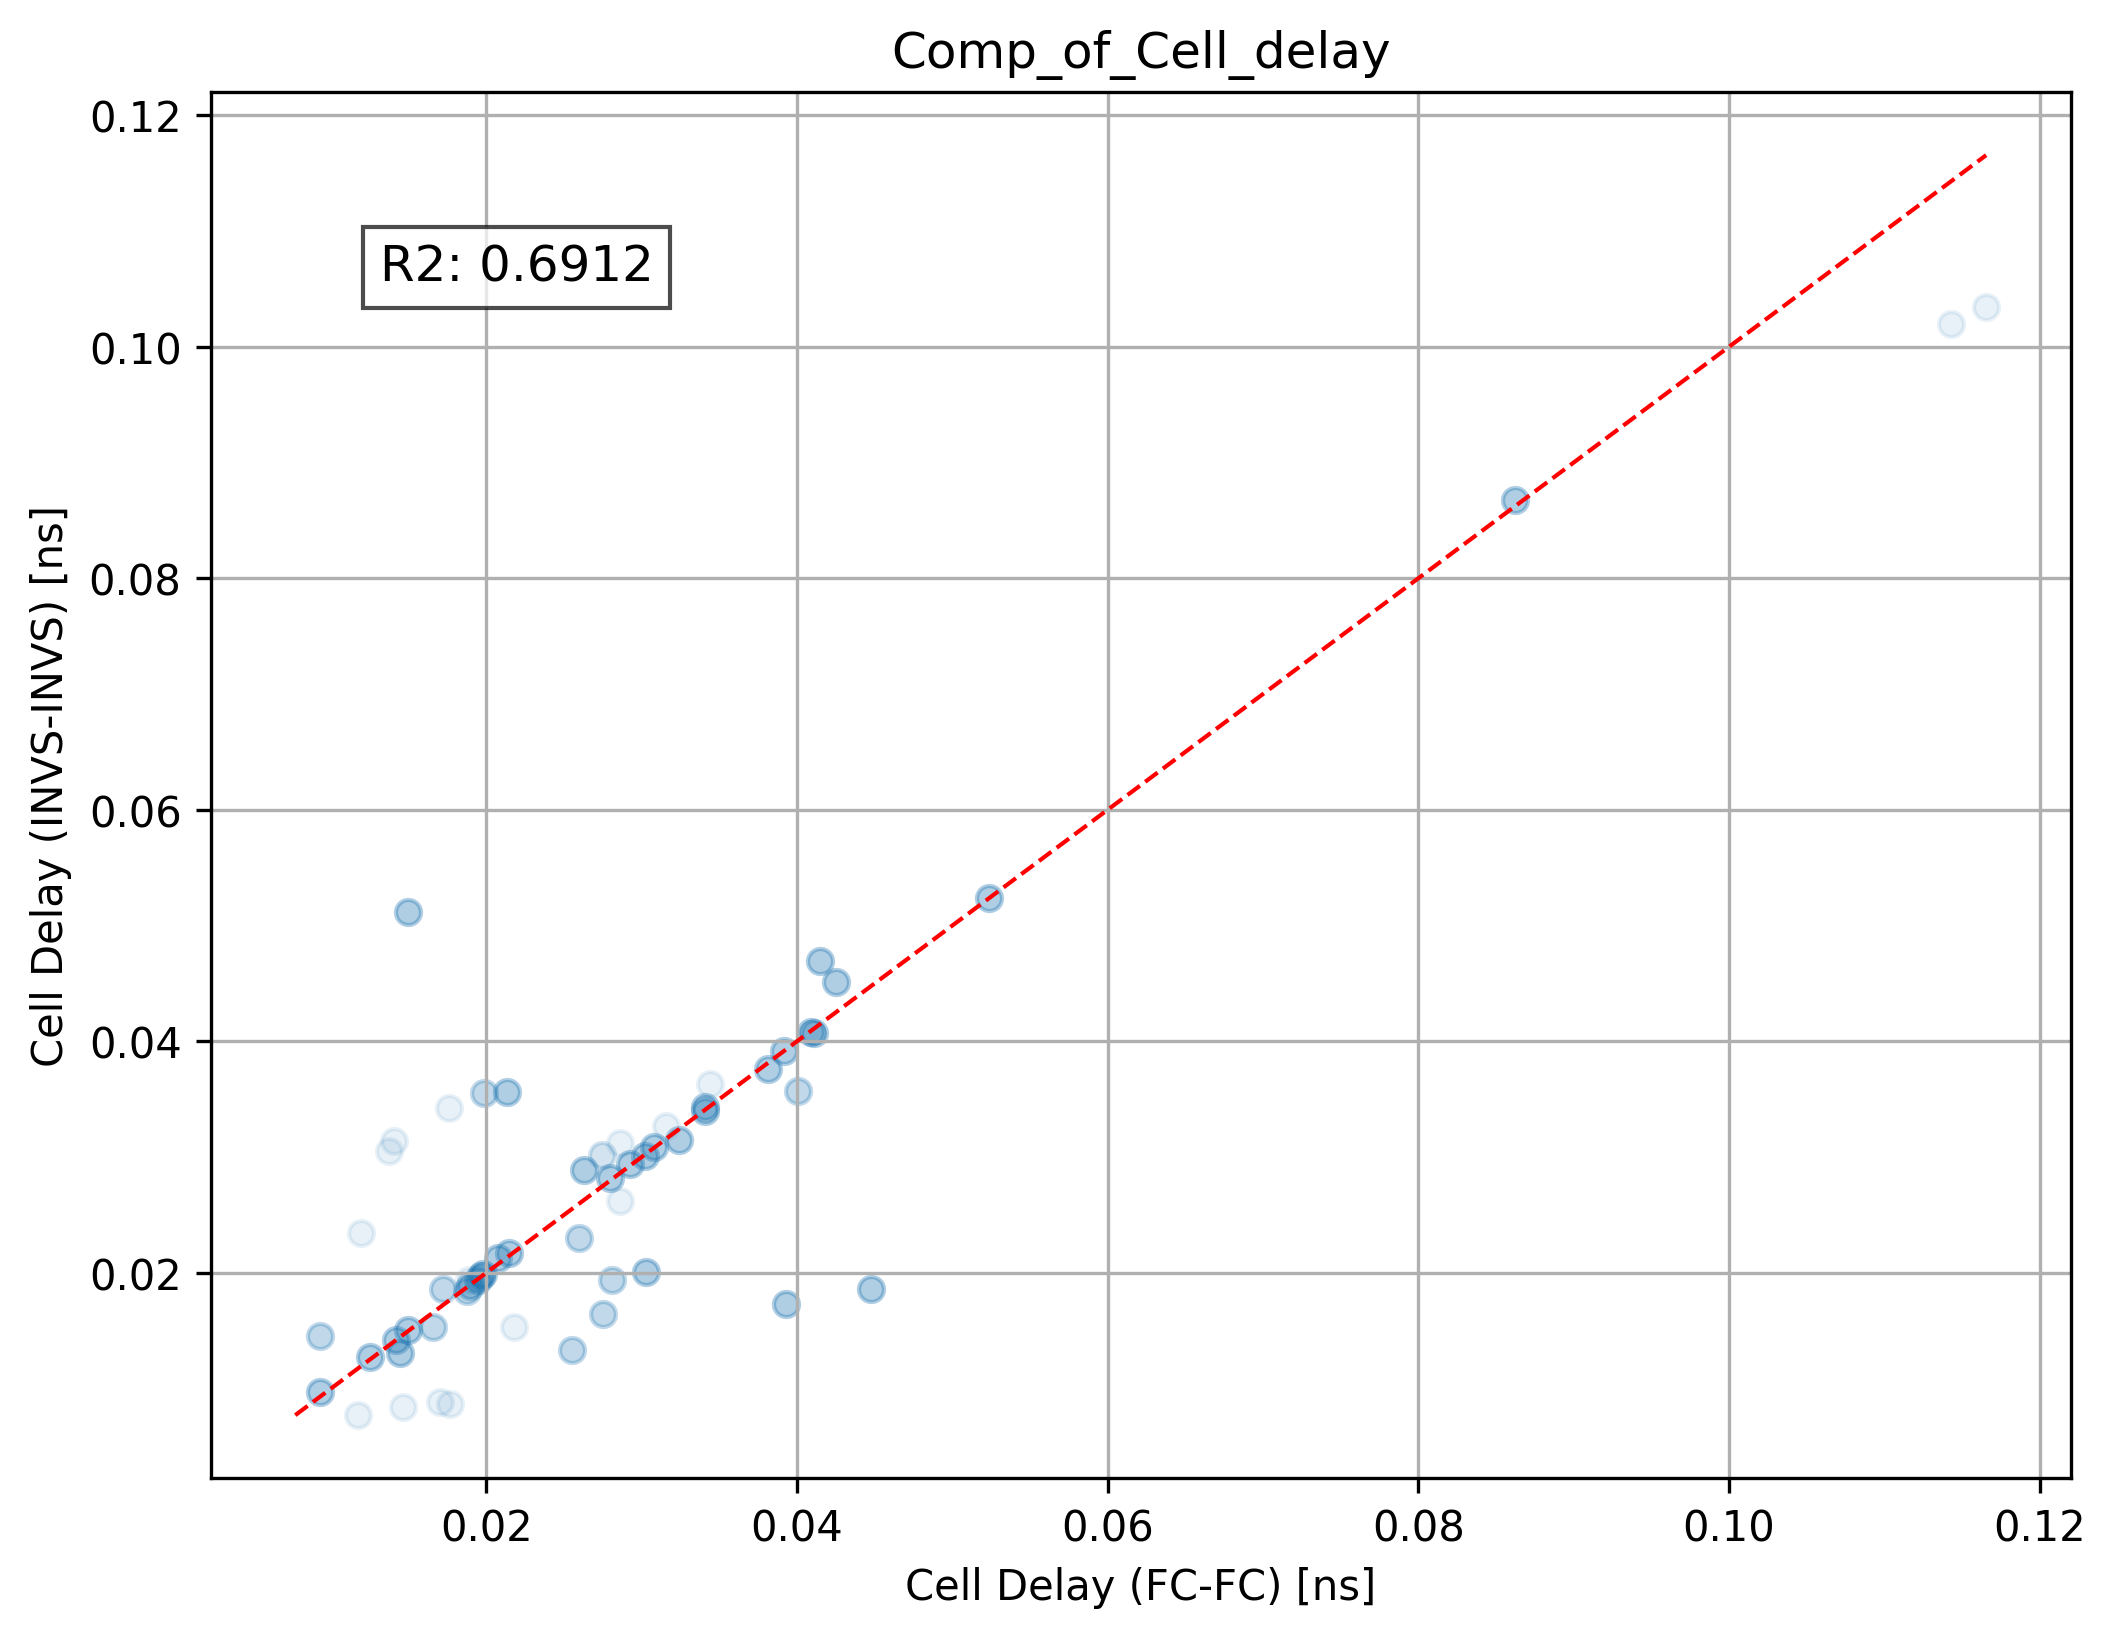 Comp_of_Cell_delay
0.12
0.10
0.08
0.06
0.04
0.02
R2: 0.6912
Cell Delay (INVS-INVS) [ns]
0.02 0.04 0.06 0.08 0.10 0.12
Cell Delay (FC-FC) [ns]